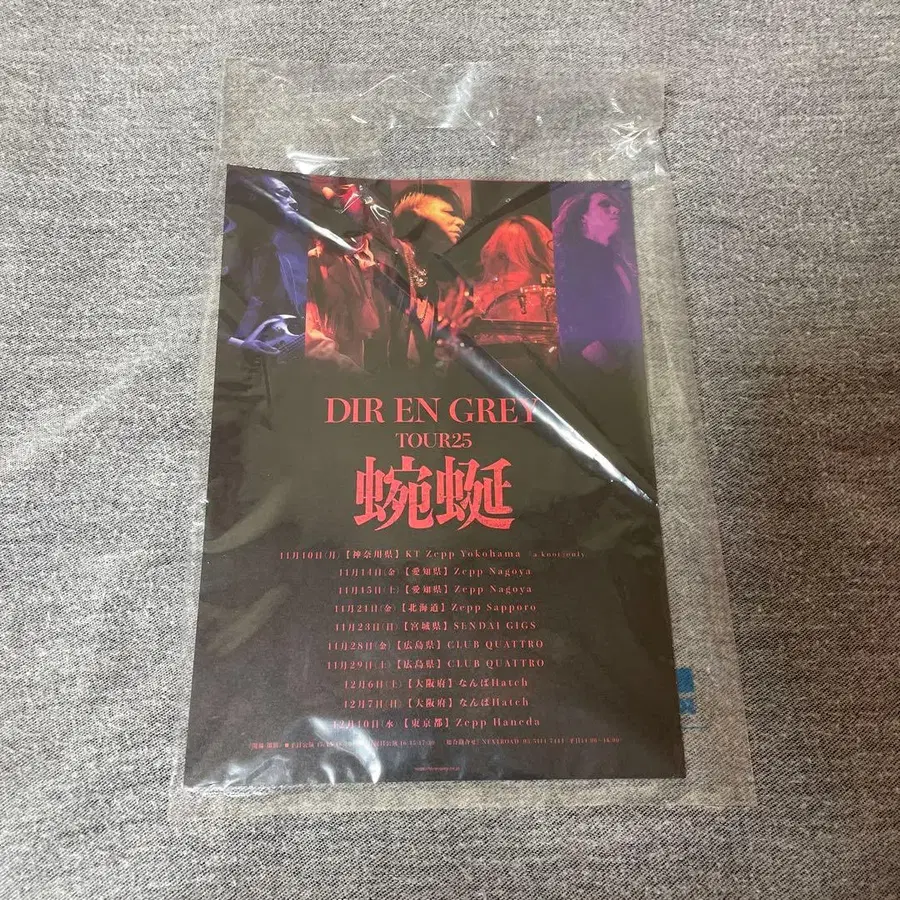 DIR EN GREY
TOUR25
蜿蜒
11月10日(月)【神奈川県】KT Zepp Yokohama 「a knot」only
11月14日(金)【愛知県】Zepp Nagoya
11月15日(土)【愛知県】Zepp Nagoya
11月21日(金)【北海道】Zepp Sapporo
11月23日(日)【宮城県】SENDAI GIGS
11月28日(金)【広島県】CLUB QUATTRO
11月29日(土)【広島県】CLUB QUATTRO
12月6日(土)【大阪府】なんばHatch
12月7日(日)【大阪府】なんばHatch
12月10日(水)【東京都】Zepp Haneda